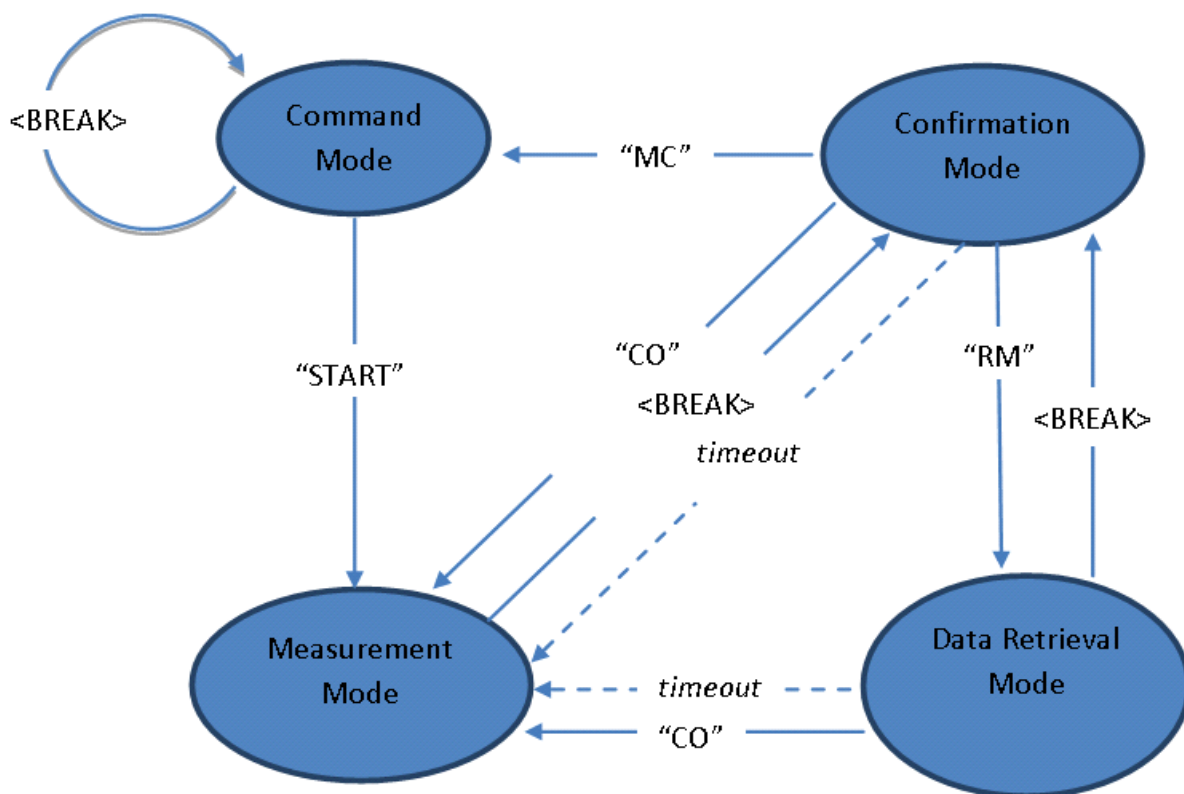 Command
Mode
Confirmation
Mode
<BREAK>
“MC”
“START”
“CO”
<BREAK>
timeout
“RM”
<BREAK>
Measurement
Mode
Data Retrieval
Mode
timeout
“CO”